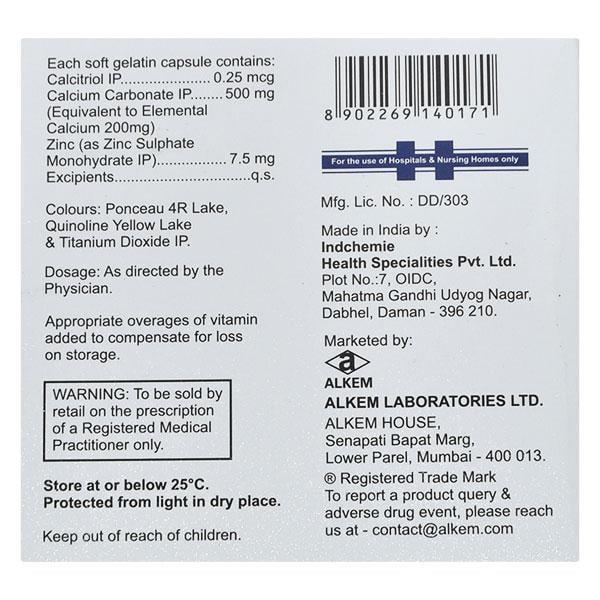 Each soft gelatin capsule contains:
Calcitriol IP...................... 0.25 mcg
Calcium Carbonate IP........ 500 mg
(Equivalent to Elemental
Calcium 200mg)
Zinc (as Zinc Sulphate
Monohydrate IP).................. 7.5 mg
Excipients.................................q.s.
Colours: Ponceau 4R Lake,
Quinoline Yellow Lake
& Titanium Dioxide IP.
Dosage: As directed by the
Physician.
Appropriate overages of vitamin
added to compensate for loss
on storage.
WARNING: To be sold by
retail on the prescription
of a Registered Medical
Practitioner only.
Store at or below 25°C.
Protected from light in dry place.
Keep out of reach of children.
8 902269 140171
For the use of Hospitals & Nursing Homes only
Mfg. Lic. No. : DD/303
Made in India by :
Indchemie
Health Specialities Pvt. Ltd.
Plot No.:7, OIDC,
Mahatma Gandhi Udyog Nagar,
Dabhel, Daman - 396 210.
Marketed by:
a
ALKEM
ALKEM LABORATORIES LTD.
ALKEM HOUSE,
Senapati Bapat Marg,
Lower Parel, Mumbai - 400 013.
® Registered Trade Mark
To report a product query &
adverse drug event, please reach
us at - contact@alkem.com